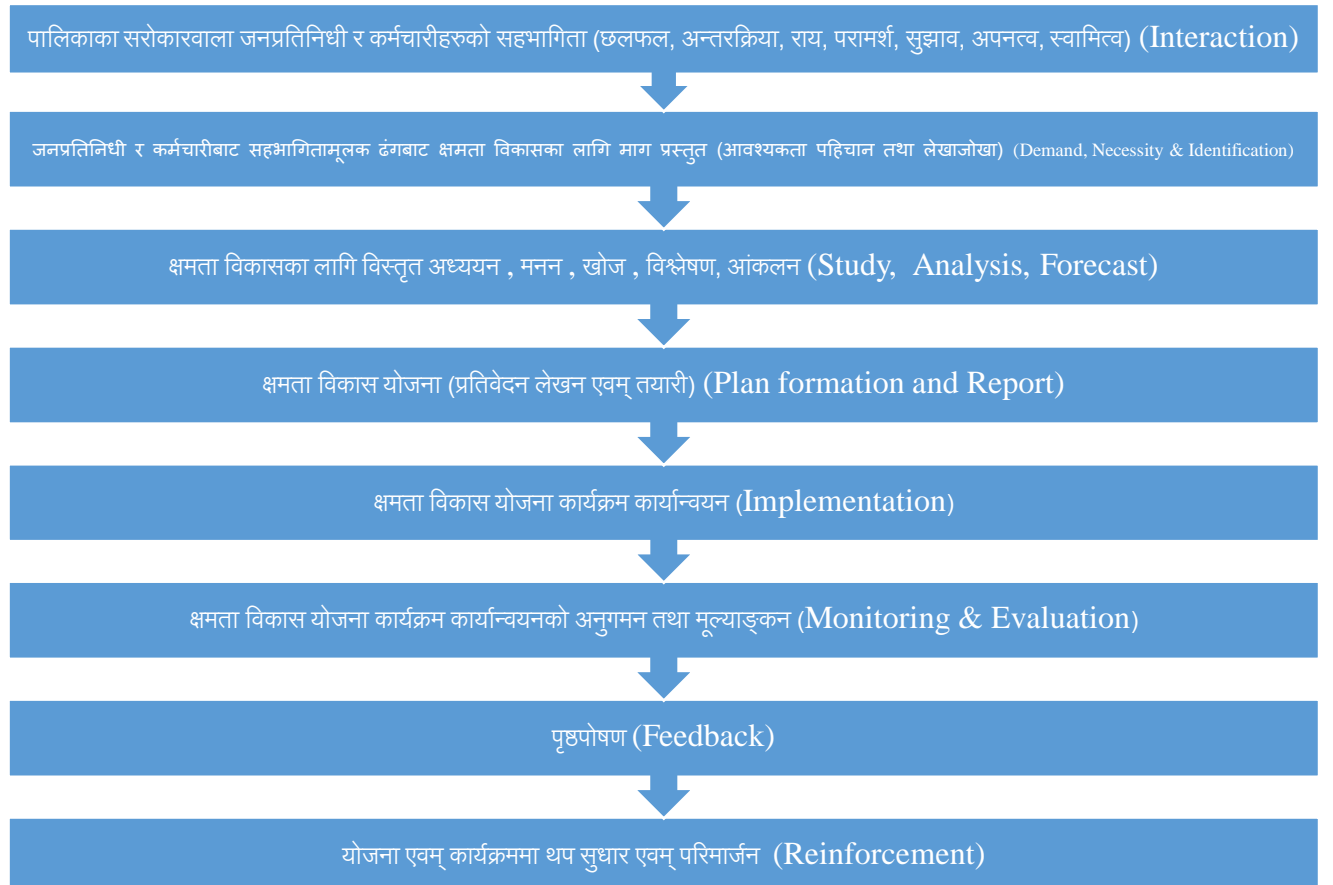 पालिकाका सरोकारवाला जनप्रतिनिधी र कर्मचारीहरुको सहभागिता (छलफल, अन्तरक्रिया, राय, परामर्श, सुझाव, अपनत्व, स्वामित्व) (Interaction)
जनप्रतिनिधी र कर्मचारीबाट सहभागितामूलक ढंगबाट क्षमता विकासका लागि माग प्रस्तुत (आवश्यकता पहिचान तथा लेखाजोखा) (Demand, Necessity & Identification)
क्षमता विकासका लागि विस्तृत अध्ययन , मनन , खोज , विश्लेषण, आंकलन (Study, Analysis, Forecast)
क्षमता विकास योजना (प्रतिवेदन लेखन एवम् तयारी) (Plan formation and Report)
क्षमता विकास योजना कार्यक्रम कार्यान्वयन (Implementation)
क्षमता विकास योजना कार्यक्रम कार्यान्वयनको अनुगमन तथा मूल्याङ्कन (Monitoring & Evaluation)
पृष्ठपोषण (Feedback)
योजना एवम् कार्यक्रममा थप सुधार एवम् परिमार्जन (Reinforcement)